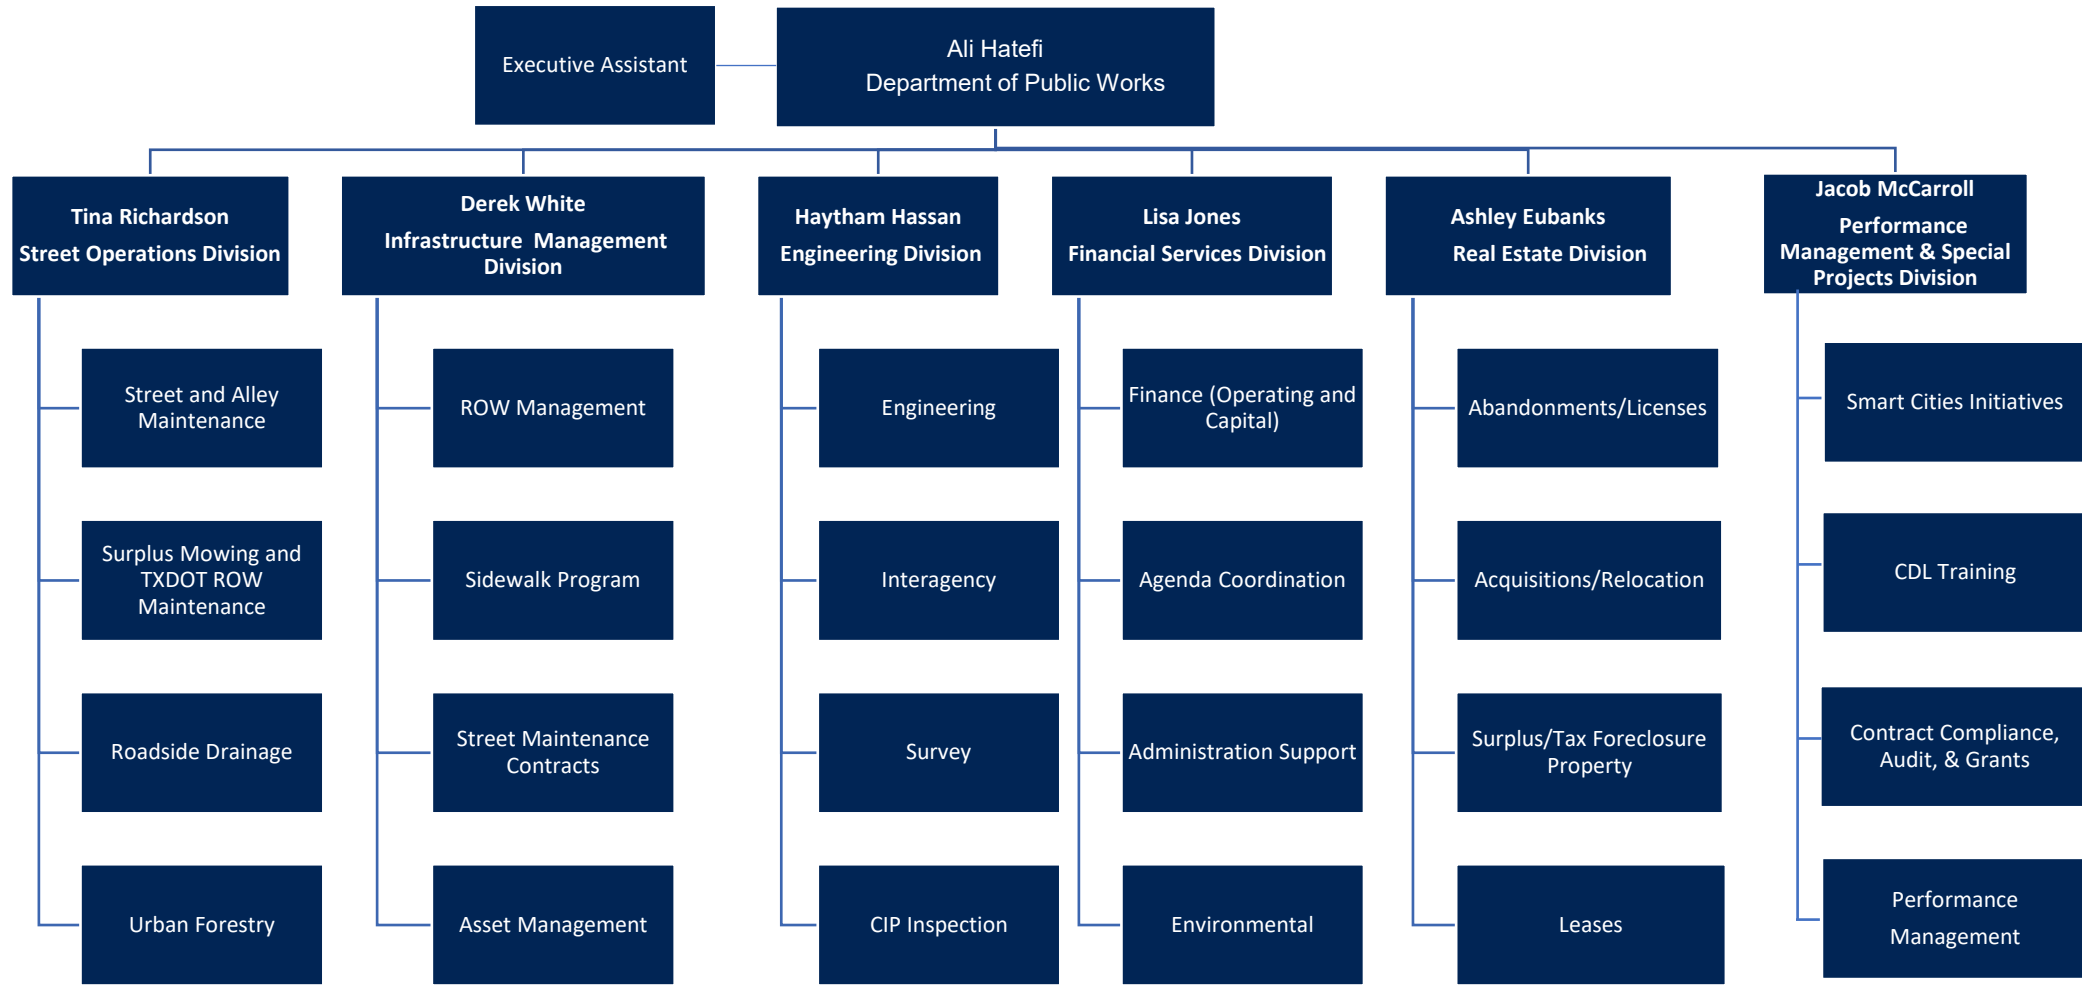 Executive Assistant
Ali Hatefi
Department of Public Works
Tina Richardson
Street Operations Division
Derek White
Infrastructure Management
Division
Haytham Hassan
Engineering Division
Lisa Jones
Financial Services Division
Ashley Eubanks
Real Estate Division
Jacob McCarroll
Performance
Management & Special
Projects Division
Street and Alley
Maintenance
Surplus Mowing and
TXDOT ROW
Maintenance
Roadside Drainage
Urban Forestry
ROW Management
Sidewalk Program
Street Maintenance
Contracts
Asset Management
Engineering
Interagency
Survey
CIP Inspection
Finance (Operating and
Capital)
Agenda Coordination
Administration Support
Environmental
Abandonments/Licenses
Acquisitions/Relocation
Surplus/Tax Foreclosure
Property
Leases
Smart Cities Initiatives
CDL Training
Contract Compliance,
Audit, & Grants
Performance
Management